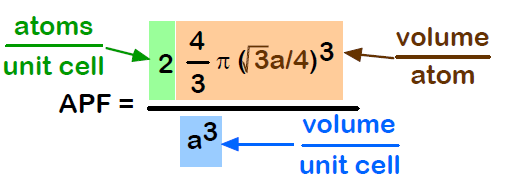 atoms
unit cell
APF = 2 4/3 π (√3a/4)³
a³
volume
atom
volume
unit cell